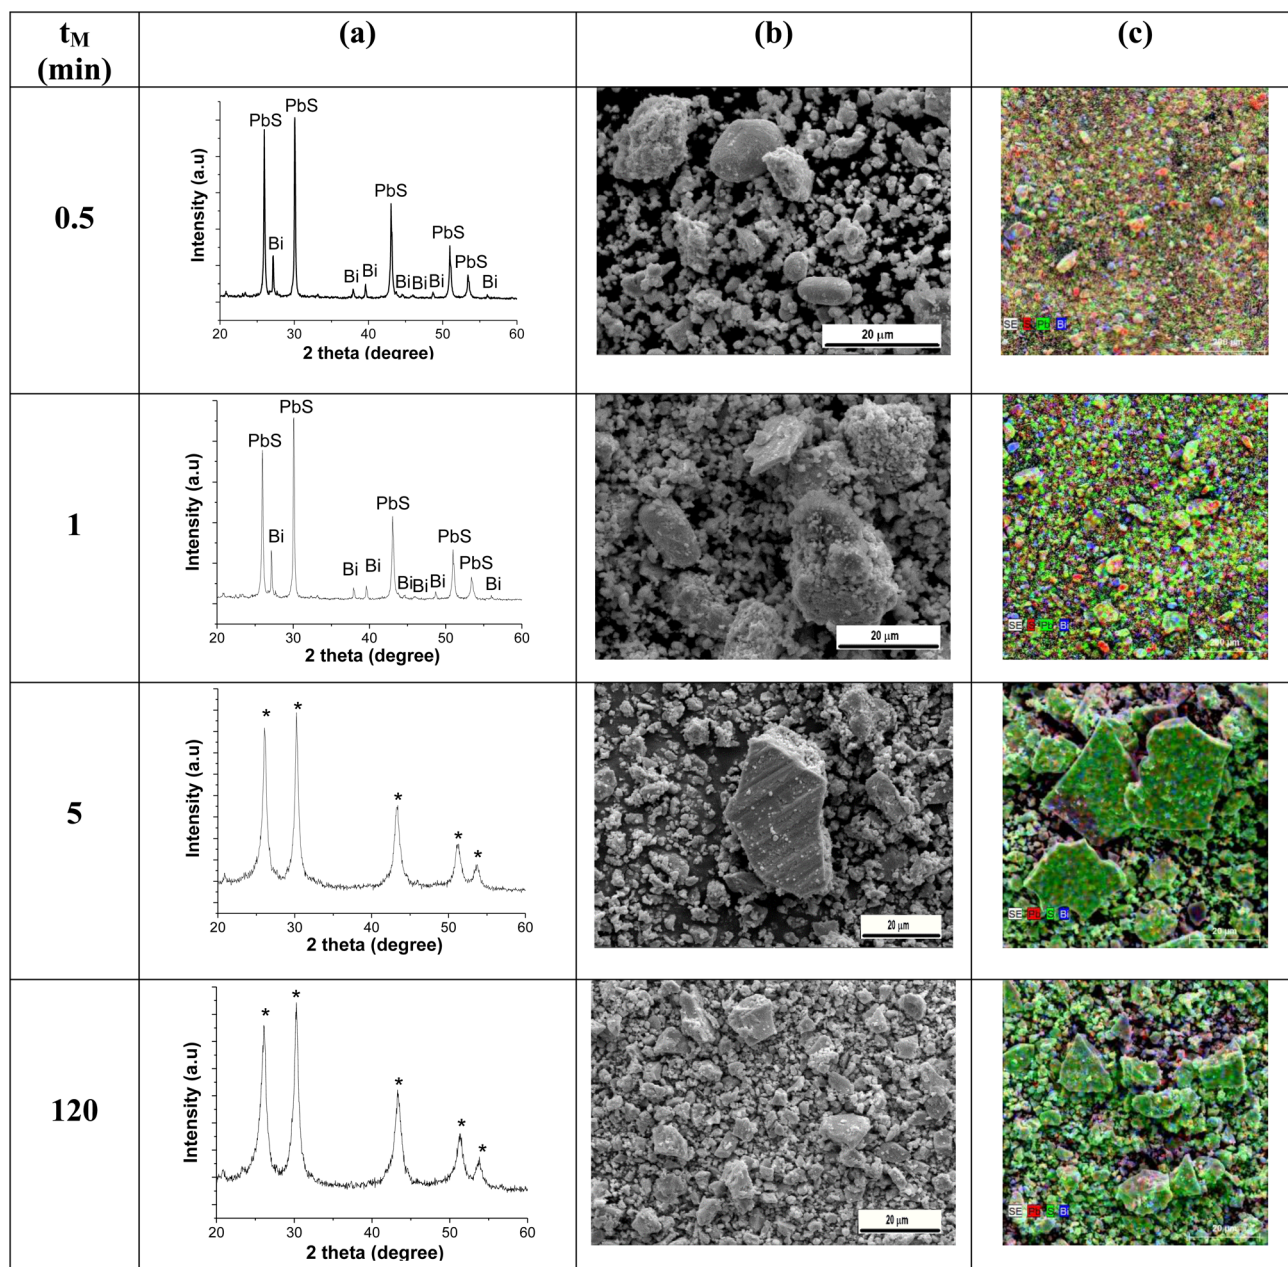 tM (a) (b) (c)
(min)
0.5
PbS
PbS
PbS
PbS
PbS
Bi
Bi Bi
Bi Bi Bi
Bi
Intensity (a.u)
20 30 40 50 60
2 theta (degree)
20 μm
SE S Pb Bi
1
PbS
PbS
PbS
PbS
PbS
Bi
Bi Bi
Bi Bi Bi
Bi
Intensity (a.u)
20 30 40 50 60
2 theta (degree)
20 μm
SE Pb Bi
5
* *
*
*
*
Intensity (a.u)
20 30 40 50 60
2 theta (degree)
20 μm
SE Pb S Bi
20 μm
120
* *
*
*
*
Intensity (a.u)
20 30 40 50 60
2 theta (degree)
20 μm
SE Pb S Bi
20 μm